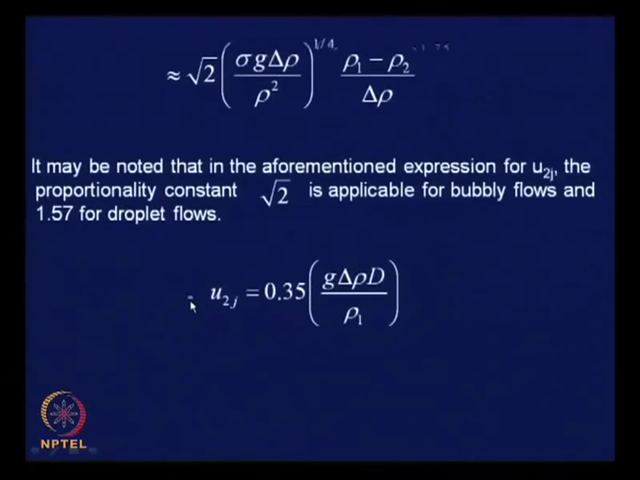 ≈ √2 (σgΔρ / ρ²)^1/4 (ρ₁ − ρ₂) / Δρ
It may be noted that in the aforementioned expression for u₂ⱼ, the
proportionality constant √2 is applicable for bubbly flows and
1.57 for droplet flows.
u₂ⱼ = 0.35 (gΔρD / ρ₁)
NPTEL